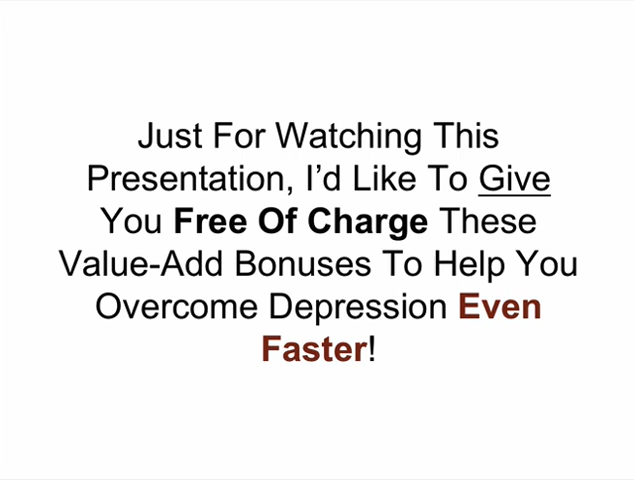 Just For Watching This
Presentation, I’d Like To Give
You Free Of Charge These
Value-Add Bonuses To Help You
Overcome Depression Even
Faster!